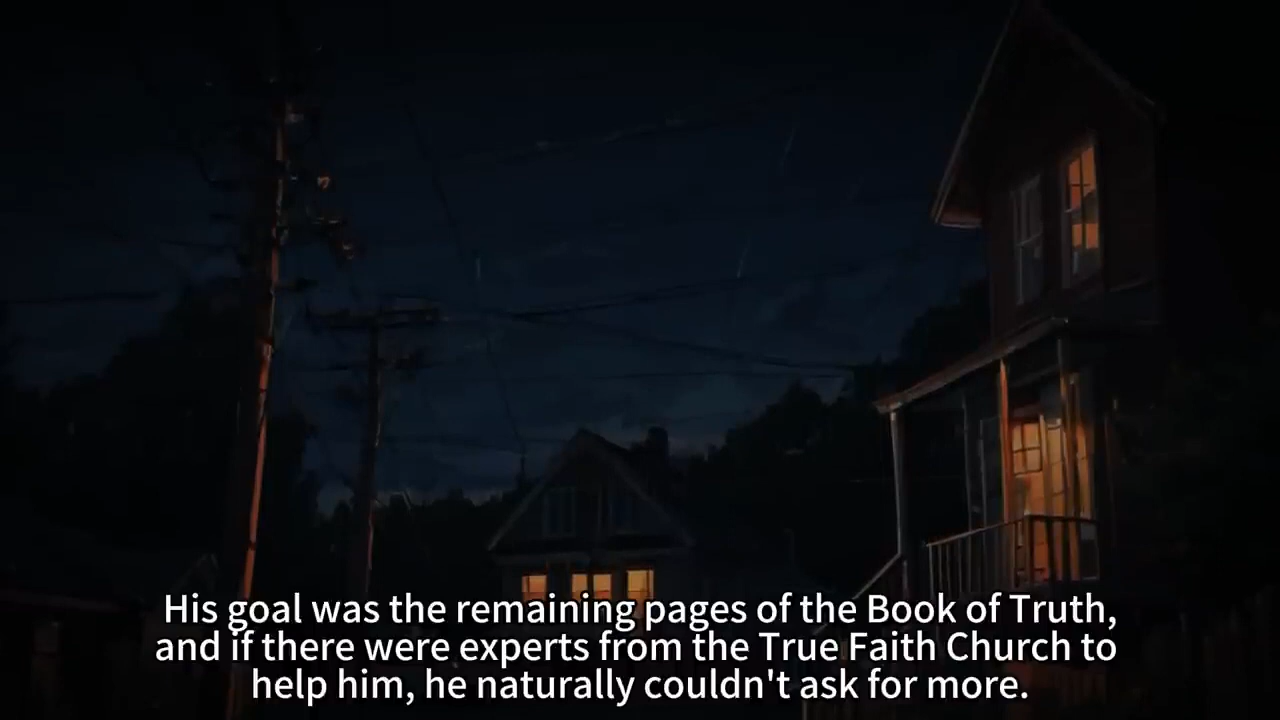 His goal was the remaining pages of the Book of Truth,
and if there were experts from the True Faith Church to
help him, he naturally couldn't ask for more.